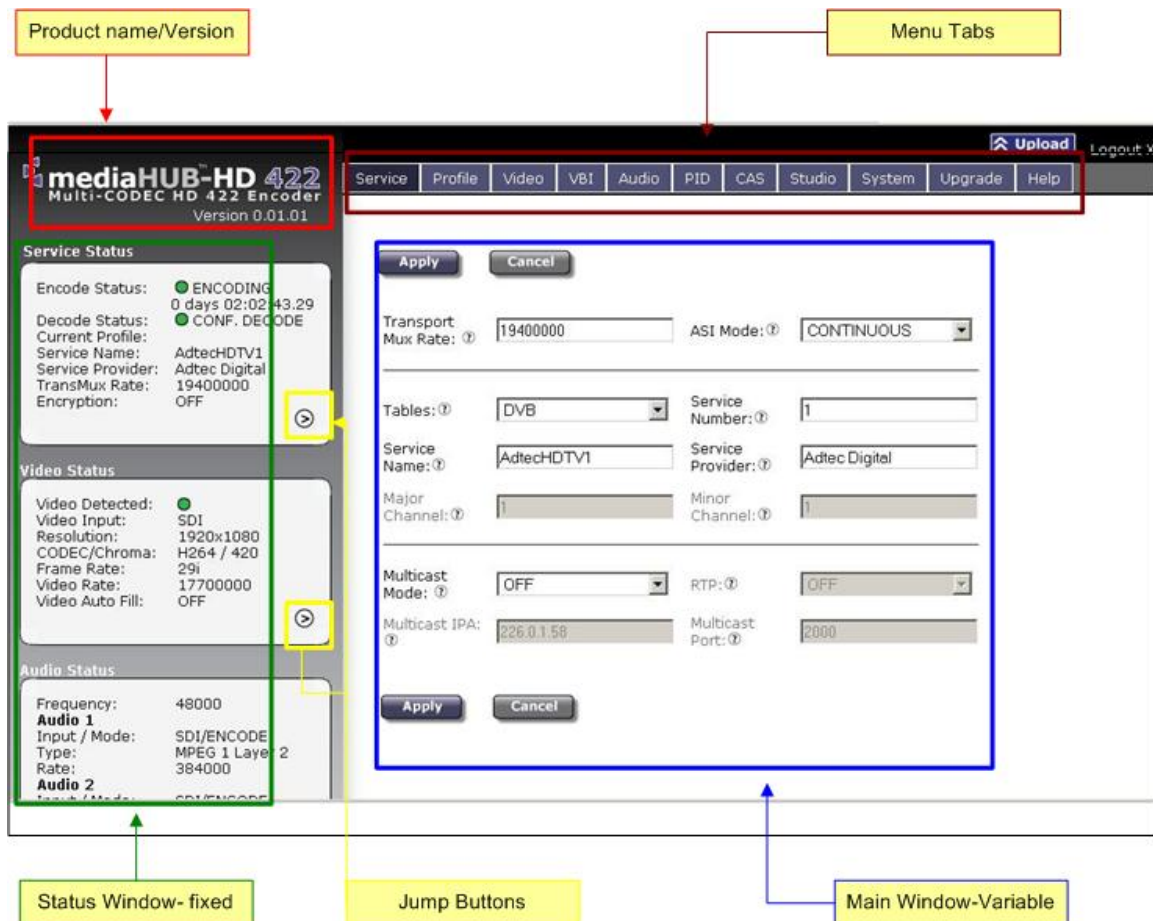 Product name/Version
Menu Tabs
Upload
Logout X
mediaHUB™-HD 422
Multi-CODEC HD 422 Encoder
Version 0.01.01
Service Profile Video VBI Audio PID CAS Studio System Upgrade Help
Service Status
Encode Status: ENCODING
0 days 02:02:43.29
Decode Status: CONF. DECODE
Current Profile:
Service Name: AdtecHDTV1
Service Provider: Adtec Digital
TransMux Rate: 19400000
Encryption: OFF
Video Status
Video Detected:
Video Input: SDI
Resolution: 1920x1080
CODEC/Chroma: H264 / 420
Frame Rate: 29i
Video Rate: 17700000
Video Auto Fill: OFF
Audio Status
Frequency: 48000
Audio 1
Input / Mode: SDI/ENCODE
Type: MPEG 1 Layer 2
Rate: 384000
Audio 2
Input / Mode: SDI/ENCODE
Apply Cancel
Transport Mux Rate: ? 19400000 ASI Mode: ? CONTINUOUS
Tables: ? DVB Service Number: ? 1
Service Name: ? AdtecHDTV1 Service Provider: ? Adtec Digital
Major Channel: ? 1 Minor Channel: ? 1
Multicast Mode: ? OFF RTP: ? OFF
Multicast IPA: ? 226.0.1.58 Multicast Port: ? 2000
Apply Cancel
Status Window- fixed
Jump Buttons
Main Window-Variable